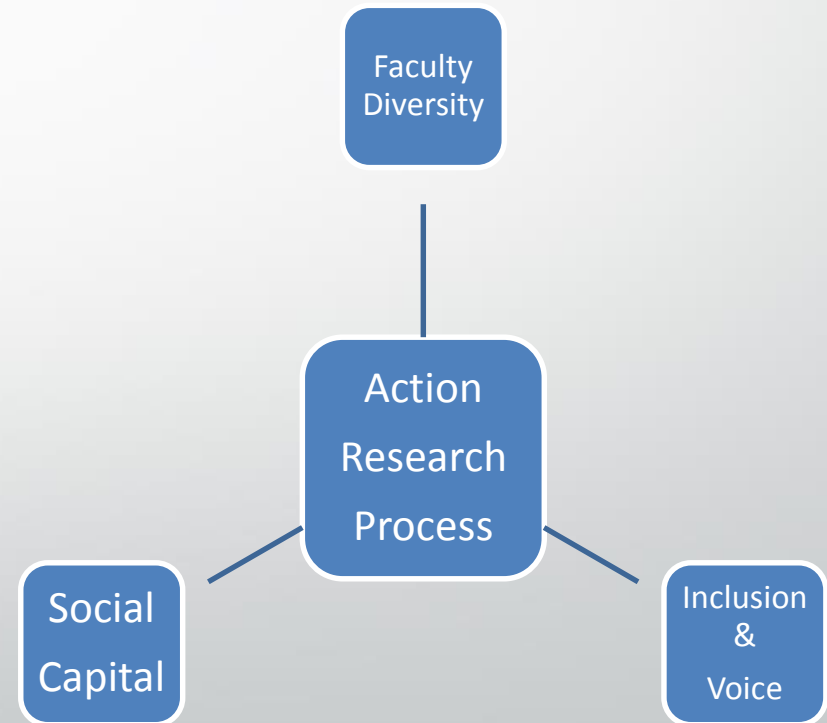 Faculty
Diversity
Action
Research
Process
Social
Capital
Inclusion
&
Voice